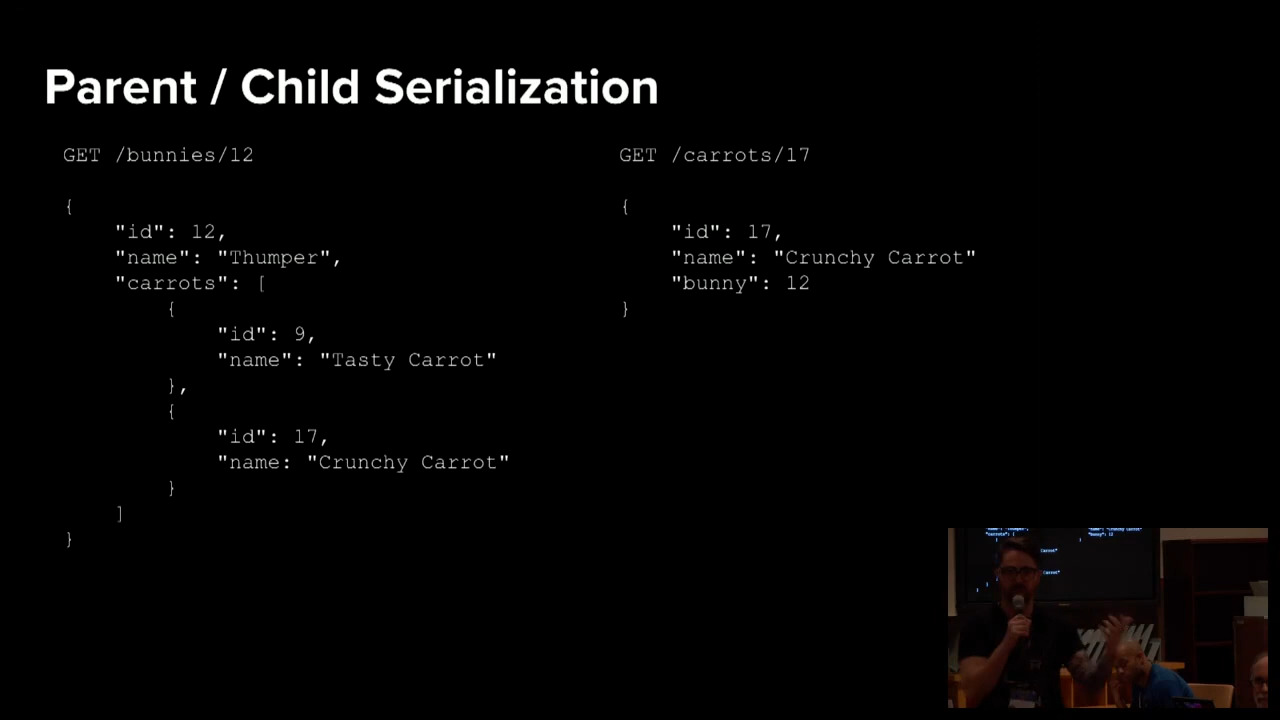 Parent / Child Serialization
GET /bunnies/12
{
"id": 12,
"name": "Thumper",
"carrots": [
{
"id": 9,
"name": "Tasty Carrot"
},
{
"id": 17,
"name: "Crunchy Carrot"
}
]
}
GET /carrots/17
{
"id": 17,
"name": "Crunchy Carrot"
"bunny": 12
}